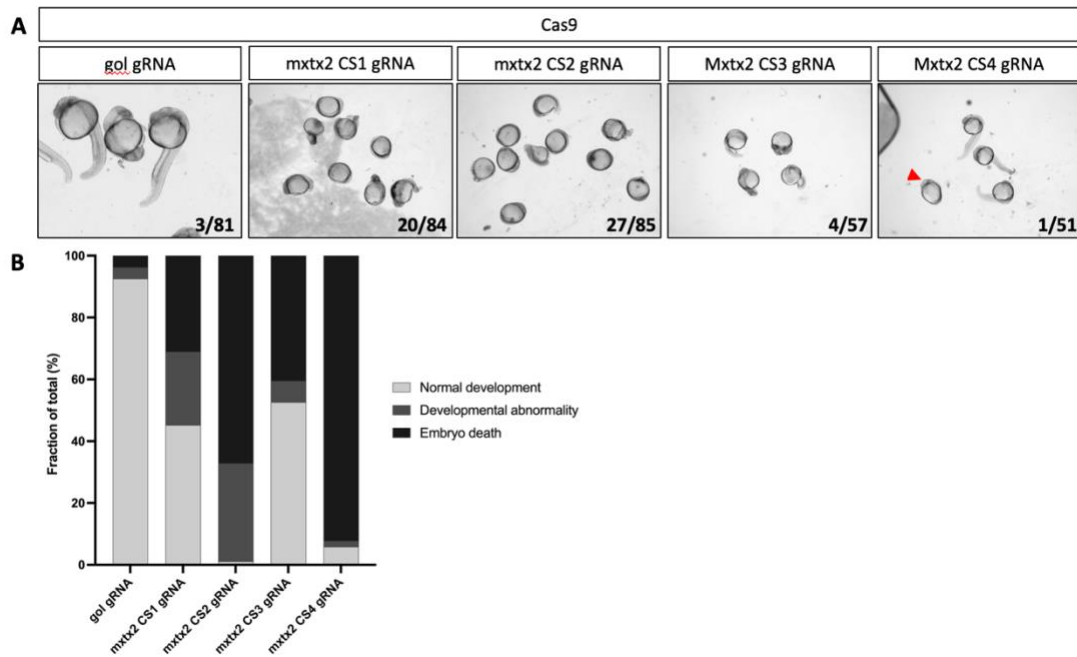 A
Cas9
gol gRNA
mxtx2 CS1 gRNA
mxtx2 CS2 gRNA
Mxtx2 CS3 gRNA
Mxtx2 CS4 gRNA
3/81
20/84
27/85
4/57
1/51
B
Fraction of total (%)
100
80
60
40
20
0
Normal development
Developmental abnormality
Embryo death
gol gRNA
mxtx2 CS1 gRNA
mxtx2 CS2 gRNA
mxtx2 CS3 gRNA
mxtx2 CS4 gRNA